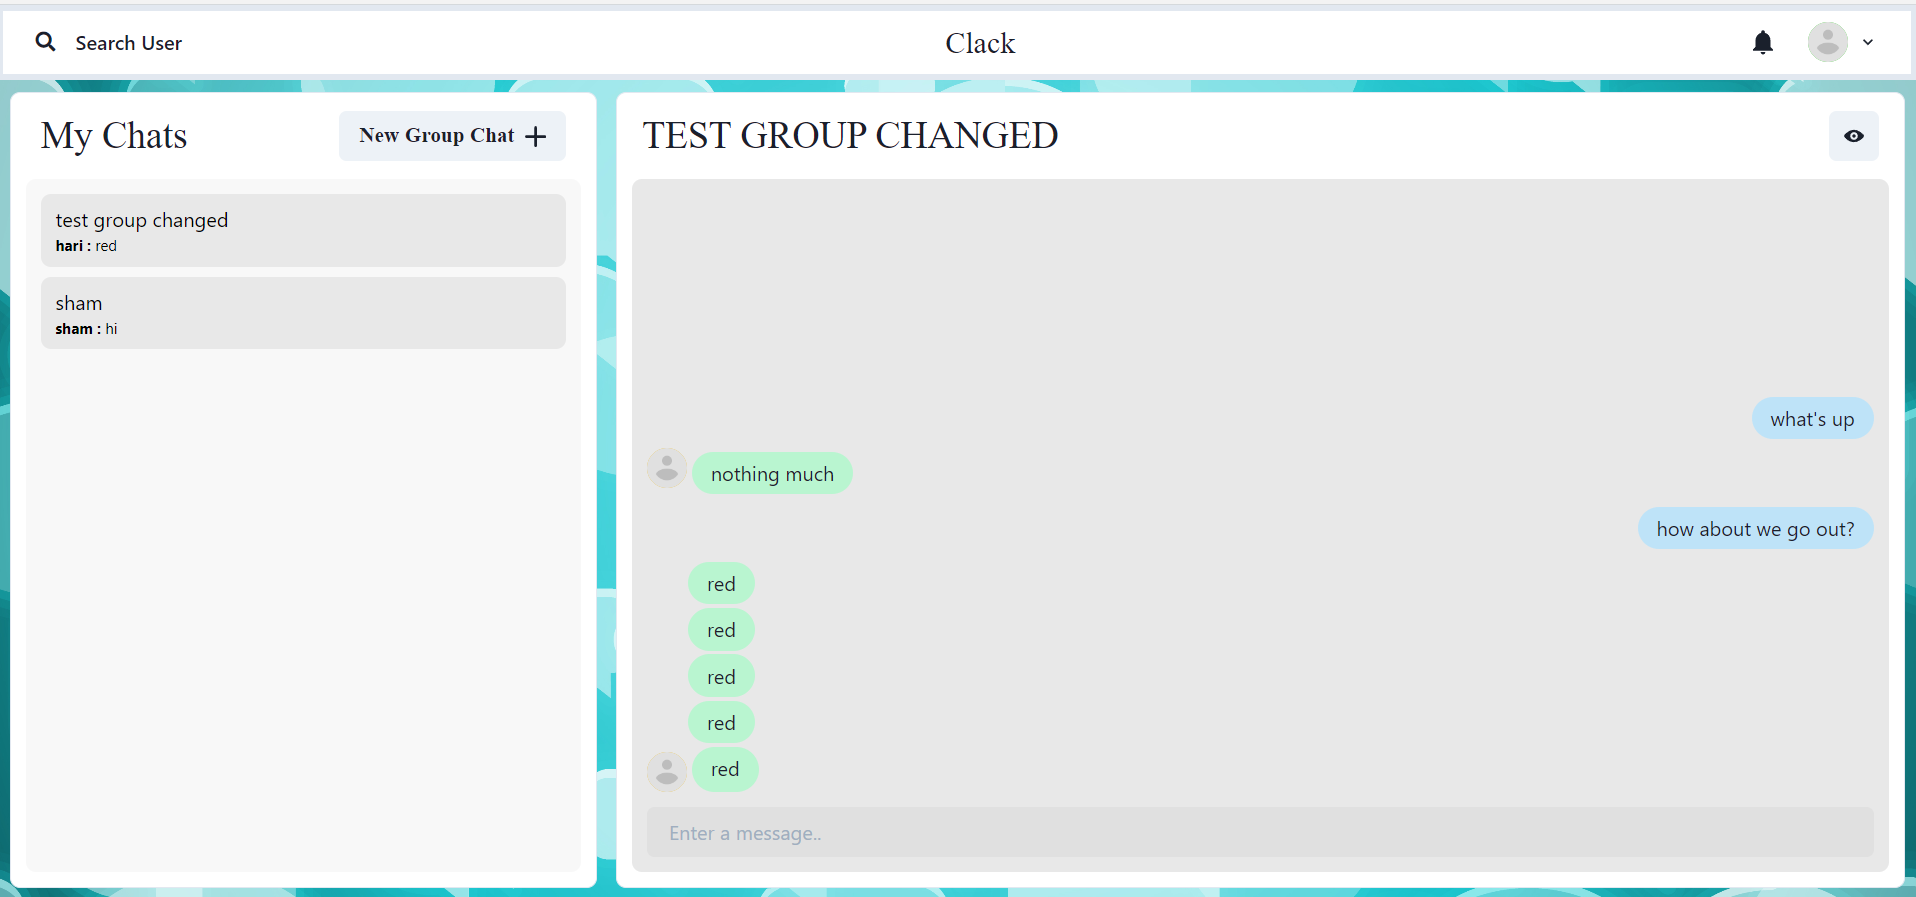 Search User
Clack
My Chats
New Group Chat
test group changed
hari : red
sham
sham : hi
TEST GROUP CHANGED
what's up
nothing much
how about we go out?
red
red
red
red
red
Enter a message..